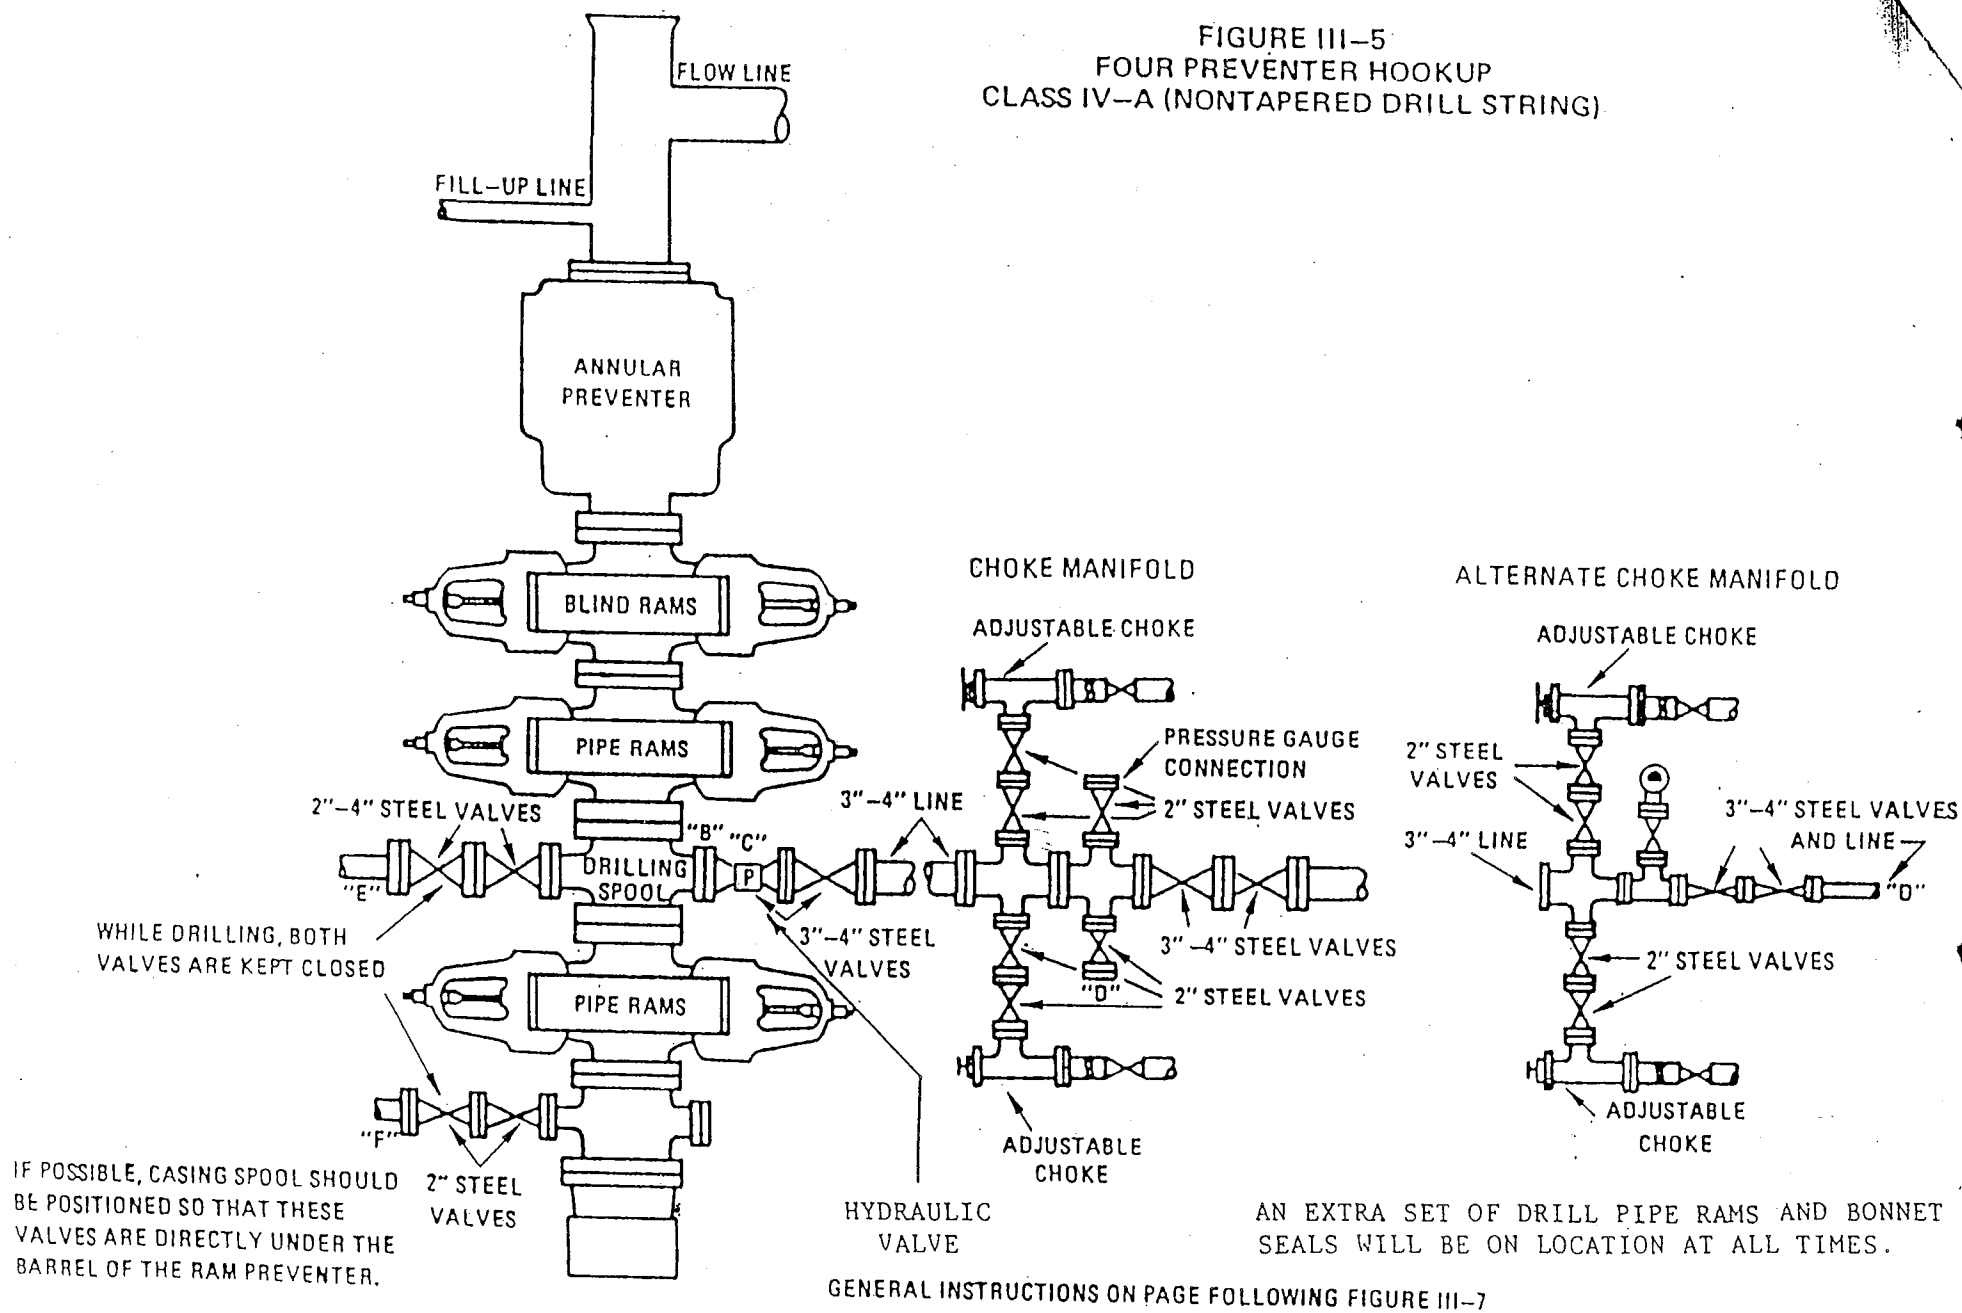 FIGURE III-5
FOUR PREVENTER HOOKUP
CLASS IV-A (NONTAPERED DRILL STRING)
FLOW LINE
FILL-UP LINE
ANNULAR
PREVENTER
BLIND RAMS
PIPE RAMS
2"-4" STEEL VALVES
"B"
"C"
3"-4" LINE
DRILLING
SPOOL
P
"E"
WHILE DRILLING, BOTH
VALVES ARE KEPT CLOSED
3"-4" STEEL
VALVES
PIPE RAMS
"F"
2" STEEL
VALVES
IF POSSIBLE, CASING SPOOL SHOULD
BE POSITIONED SO THAT THESE
VALVES ARE DIRECTLY UNDER THE
BARREL OF THE RAM PREVENTER.
HYDRAULIC
VALVE
CHOKE MANIFOLD
ADJUSTABLE CHOKE
PRESSURE GAUGE
CONNECTION
2" STEEL VALVES
3"-4" STEEL VALVES
"D"
2" STEEL VALVES
ADJUSTABLE
CHOKE
ALTERNATE CHOKE MANIFOLD
ADJUSTABLE CHOKE
2" STEEL
VALVES
3"-4" LINE
3"-4" STEEL VALVES
AND LINE
"D"
2" STEEL VALVES
ADJUSTABLE
CHOKE
AN EXTRA SET OF DRILL PIPE RAMS AND BONNET
SEALS WILL BE ON LOCATION AT ALL TIMES.
GENERAL INSTRUCTIONS ON PAGE FOLLOWING FIGURE III-7